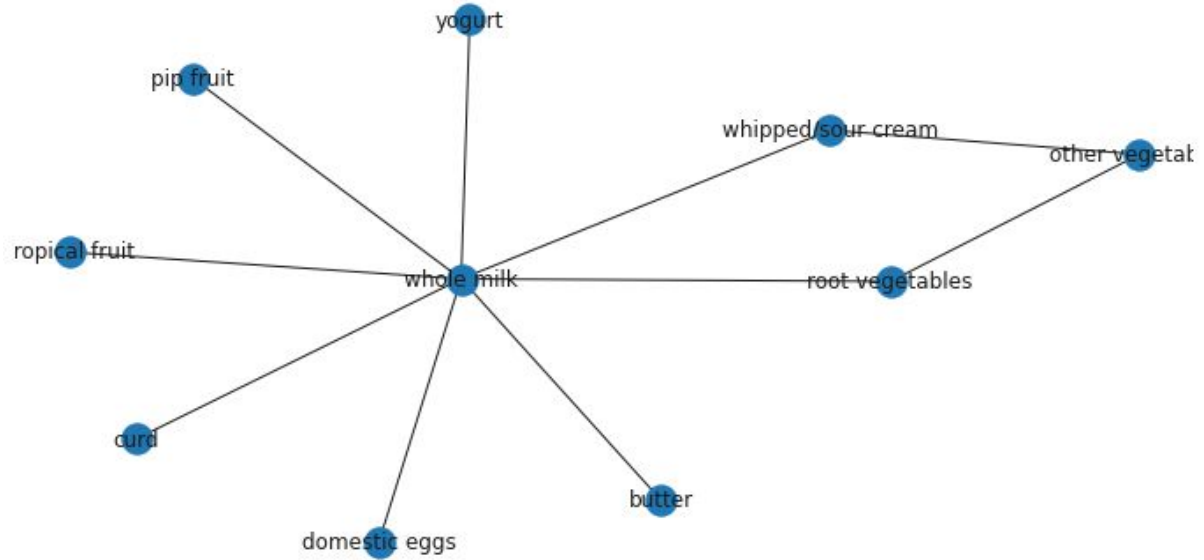 yogurt
pip fruit
whipped/sour cream
other vegetab
ropical fruit
whole milk
root vegetables
curd
butter
domestic eggs